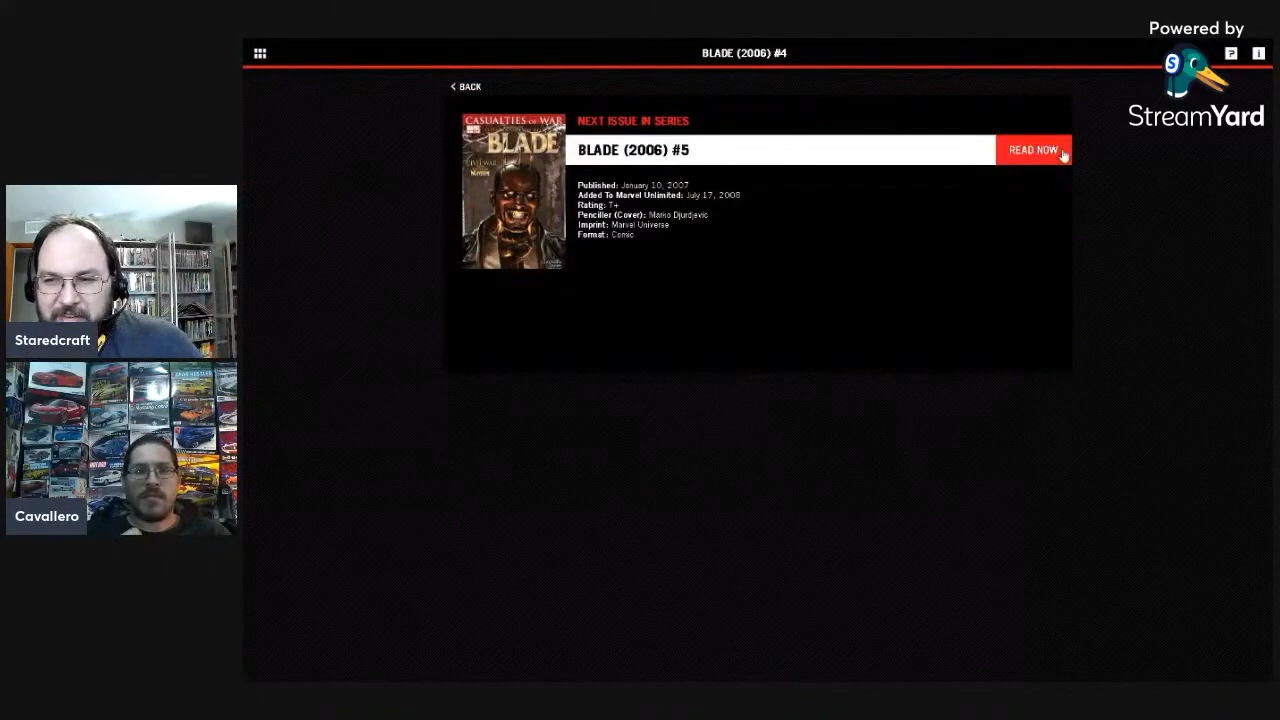 Powered by
StreamYard
BLADE (2006) #4
BACK
CASUALTIES OF WAR
BLADE
CIVIL WAR
NEXT ISSUE IN SERIES
BLADE (2006) #5
READ NOW
Published: January 10, 2007
Added To Marvel Unlimited: July 17, 2008
Rating: T+
Penciller (Cover): Marko Djurdjevic
Imprint: Marvel Universe
Format: Comic
Staredcraft
Cavallero